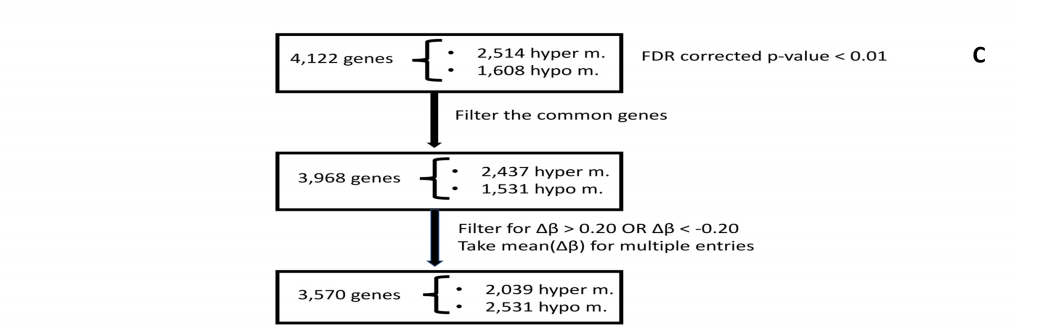 4,122 genes
• 2,514 hyper m.
• 1,608 hypo m.
FDR corrected p-value < 0.01
C
Filter the common genes
3,968 genes
• 2,437 hyper m.
• 1,531 hypo m.
Filter for Δβ > 0.20 OR Δβ < -0.20
Take mean(Δβ) for multiple entries
3,570 genes
• 2,039 hyper m.
• 2,531 hypo m.